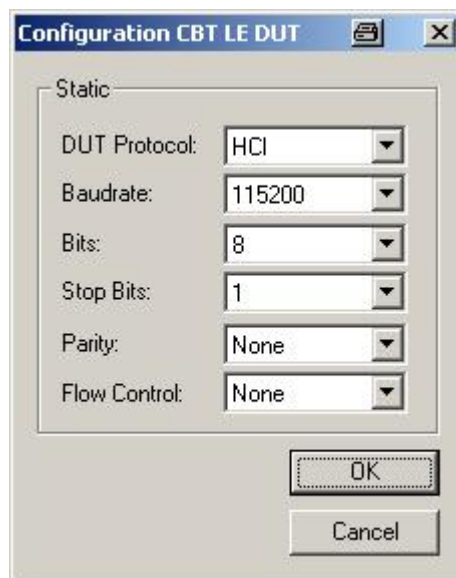 Configuration CBT LE DUT
Static
DUT Protocol: HCI
Baudrate: 115200
Bits: 8
Stop Bits: 1
Parity: None
Flow Control: None
OK
Cancel